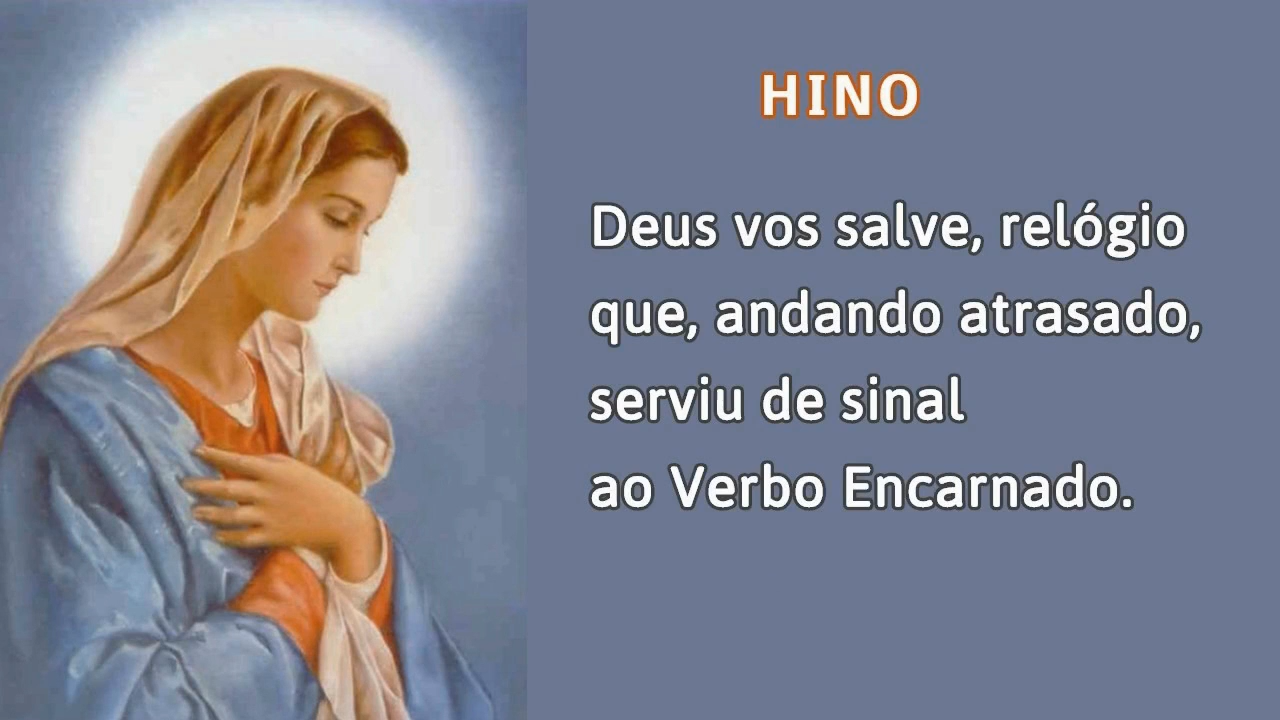 HINO
Deus vos salve, relógio
que, andando atrasado,
serviu de sinal
ao Verbo Encarnado.